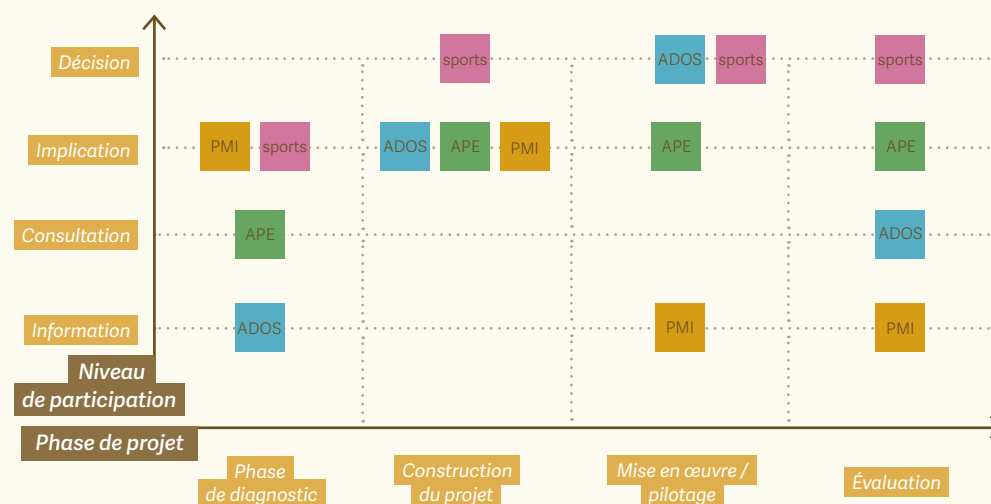 Décision
sports
ADOS sports
sports
Implication
PMI sports
ADOS APE PMI
APE
APE
Consultation
APE
ADOS
Information
ADOS
PMI
PMI
Niveau
de participation
Phase de projet
Phase
de diagnostic
Construction
du projet
Mise en œuvre /
pilotage
Évaluation